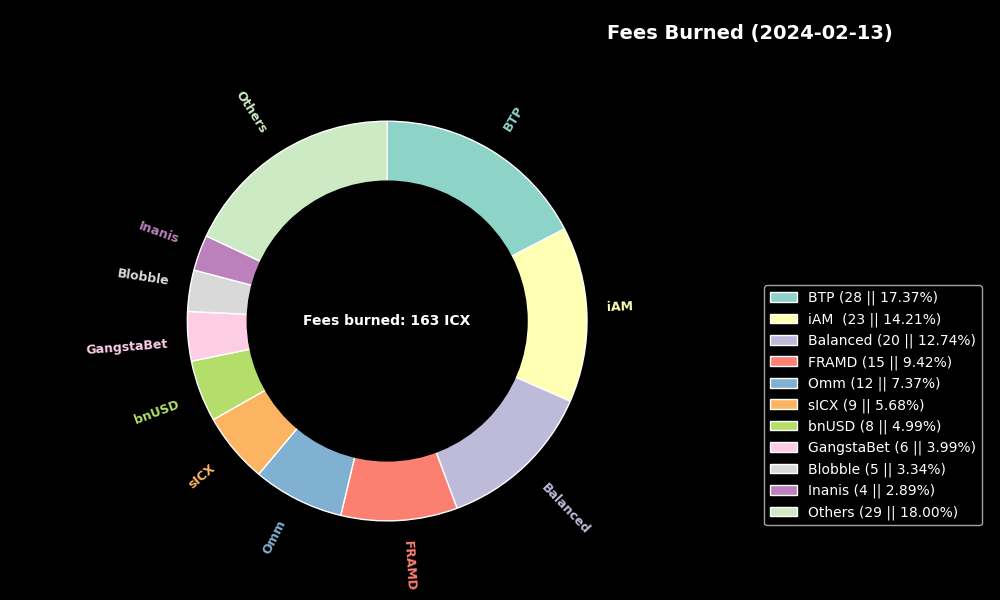 Fees Burned (2024-02-13)
Others
BTP
Inanis
Blobble
iAM
Fees burned: 163 ICX
GangstaBet
bnUSD
sICX
Balanced
Omm
FRAMD
BTP (28 || 17.37%)
iAM  (23 || 14.21%)
Balanced (20 || 12.74%)
FRAMD (15 || 9.42%)
Omm (12 || 7.37%)
sICX (9 || 5.68%)
bnUSD (8 || 4.99%)
GangstaBet (6 || 3.99%)
Blobble (5 || 3.34%)
Inanis (4 || 2.89%)
Others (29 || 18.00%)